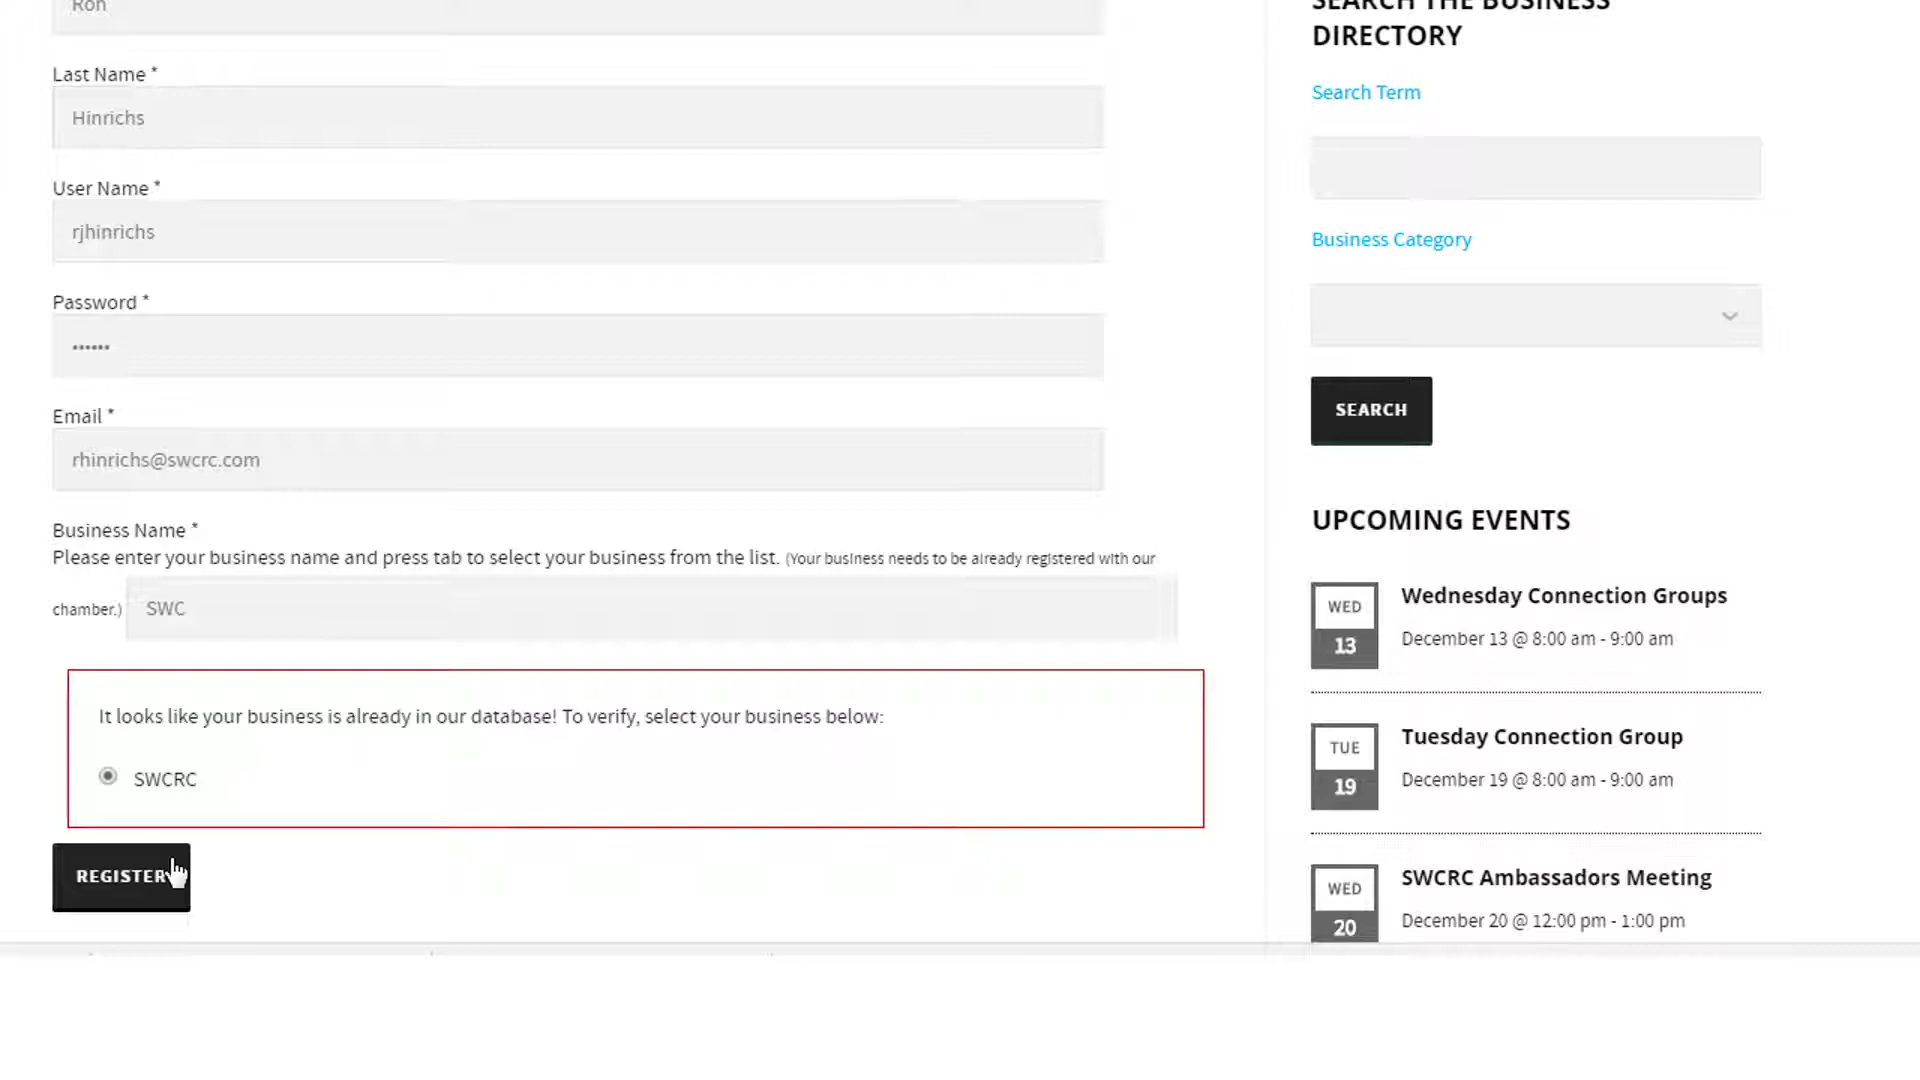 Ron
Last Name *
Hinrichs
User Name *
rjhinrichs
Password *
••••••
Email *
rhinrichs@swcrc.com
Business Name *
Please enter your business name and press tab to select your business from the list. (Your business needs to be already registered with our
chamber.) SWC
It looks like your business is already in our database! To verify, select your business below:
SWCRC
REGISTER
SEARCH THE BUSINESS
DIRECTORY
Search Term
Business Category
SEARCH
UPCOMING EVENTS
WED
13
Wednesday Connection Groups
December 13 @ 8:00 am - 9:00 am
TUE
19
Tuesday Connection Group
December 19 @ 8:00 am - 9:00 am
WED
20
SWCRC Ambassadors Meeting
December 20 @ 12:00 pm - 1:00 pm